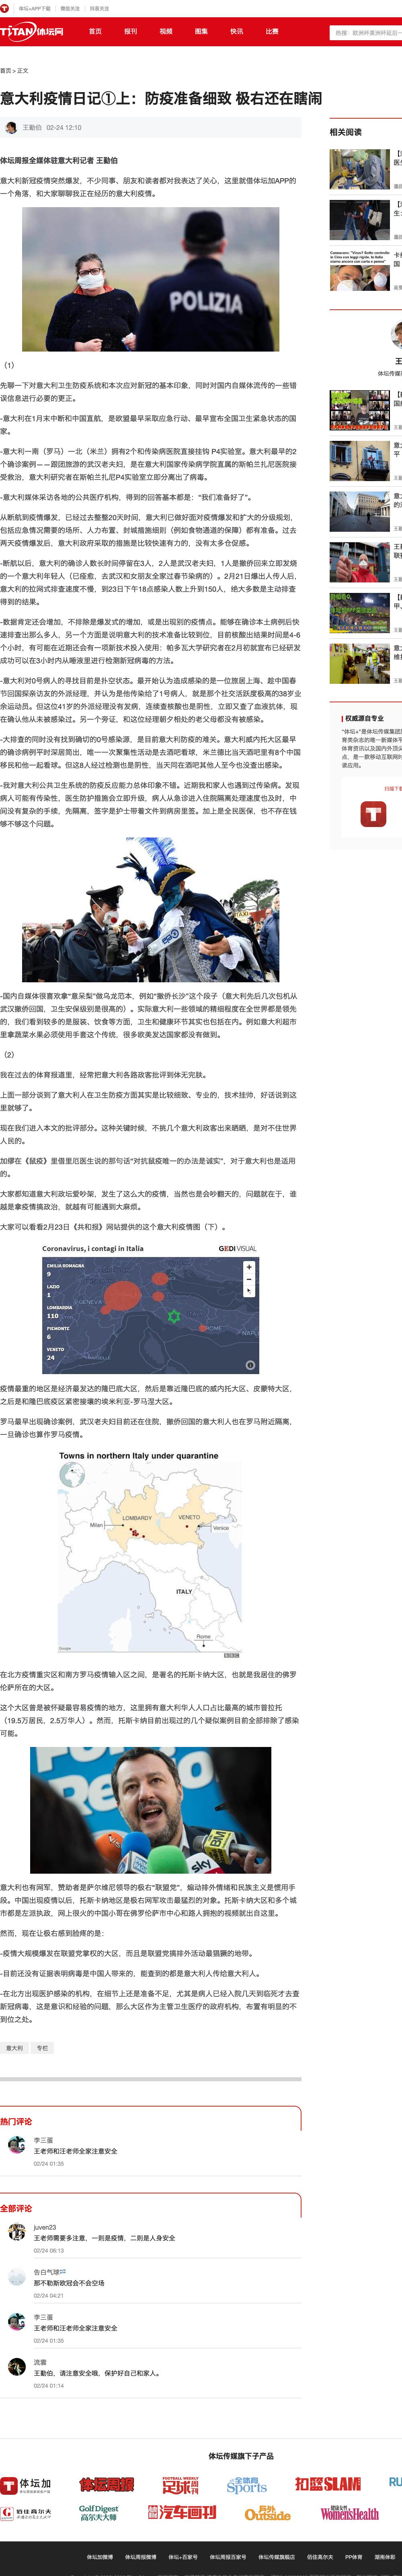 体坛+APP下载 微信关注 抖音关注
TiTAN 体坛网 首页 报刊 视频 图集 快讯 比赛
首页 > 正文
意大利疫情日记①上：防疫准备细致 极右还在瞎闹
王勤伯 02-24 12:10
体坛周报全媒体驻意大利记者 王勤伯
意大利新冠疫情突然爆发，不少同事、朋友和读者都对我表达了关心，这里就借体坛加APP的
一个角落，和大家聊聊我正在经历的意大利疫情。
POLIZIA
（1）
先聊一下对意大利卫生防疫系统和本次应对新冠的基本印象，同时对国内自媒体流传的一些错
误信息进行必要的更正。
-意大利在1月末中断和中国直航，是欧盟最早采取应急行动、最早宣布全国卫生紧急状态的国
家。
-意大利一南（罗马）一北（米兰）拥有2个和传染病医院直接挂钩 P4实验室。意大利最早的2
个确诊案例——跟团旅游的武汉老夫妇，是在意大利国家传染病学院直属的斯帕兰扎尼医院接
受救治，意大利研究者在斯帕兰扎P4实验室立即分离出了病毒。
-意大利媒体采访各地的公共医疗机构，得到的回答基本都是：“我们准备好了”。
从断航到疫情爆发，已经过去整整20天时间，意大利已做好面对疫情爆发和扩大的分级规划，
包括应急情况需要的场所、人力布置、封城措施细则（例如食物通道的保障）都有准备。过去
两天疫情爆发后，意大利政府采取的措施是比较快速有力的，没有太多仓促感。
-断航以后，意大利的确诊人数长时间停留在3人，2人是武汉老夫妇，1人是撤侨回来立即发烧
的一个意大利年轻人（已痊愈，去武汉和女朋友全家过春节染病的）。2月21日爆出人传人后，
意大利的拉网式排查速度不慢，到23日下午18点感染人数上升到150人，绝大多数是主动排查
得到的结果。
-数据肯定还会增加，不排除是爆发式的增加，或是出现别的疫情点。能够在确诊本土病例后快
速排查出那么多人，另一个方面是说明意大利的技术准备比较到位，目前核酸出结果时间是4-6
个小时，有可能在近期还会有一项新技术投入使用：帕多瓦大学研究者在2月初就宣布已经研发
成功可以在3小时内从唾液里进行检测新冠病毒的方法。
-意大利对0号病人的寻找目前是扑空状态。最开始认为造成感染的是一位旅居上海、趁中国春
节回国探亲访友的外派经理，并认为是他传染给了1号病人，就是那个社交活跃度极高的38岁业
余运动员。但这位41岁的外派经理没有症状，连续查核酸也是阴性，立即又查了血液抗体，现
在确认他从未被感染过。另一个旁证，和这位经理朝夕相处的老父母都没有被感染。
-大排查的同时没有找到确切的0号感染源，是目前意大利防疫的难关。意大利威内托大区最早
的确诊病例平时深居简出，唯一一次聚集性活动是去酒吧看球，米兰德比当天酒吧里有8个中国
移民和他一起看球。但这8人经过检测也是阴性，当天同在酒吧其他人至今也没查出感染。
-我对意大利公共卫生系统的防疫反应能力总体印象不错。近期我和家人也遇到过传染病。发现
病人可能有传染性，医生防护措施会立即升级，病人从急诊进入住院隔离处理速度也及时，中
间没有复杂的手续，先隔离、签字是护士带着文件到病房里签。加上是全民医保，也不存在钱
够不够这个问题。
-国内自媒体很喜欢拿“意呆梨”做乌龙范本，例如“撤侨长沙”这个段子（意大利先后几次包机从
武汉撤侨回国，卫生安保级别是很高的）。实际意大利一些领域的精细程度在全世界都是领先
的，我们看到较多的是服装、饮食等方面，卫生和健康环节其实也包括在内。例如意大利超市
里拿蔬菜水果必须使用手套这个传统，很多欧美发达国家都没有做到。
（2）
我在过去的体育报道里，经常把意大利各路政客批评到体无完肤。
上面一部分谈到了意大利人在卫生防疫方面其实是比较细致、专业的，技术挂帅，好话说到这
里就够了。
现在我们进入本文的批评部分。这种关键时候，不挑几个意大利政客出来晒晒，是对不住世界
人民的。
加缪在《鼠疫》里借里厄医生说的那句话“对抗鼠疫唯一的办法是诚实”，对于意大利也是适用
的。
大家都知道意大利政坛爱吵架，发生了这么大的疫情，当然也是会吵翻天的，问题就在于，谁
越是拿疫情搞政治，就越有可能遇到大麻烦。
大家可以看看2月23日《共和报》网站提供的这个意大利疫情图（下）。
Coronavirus, i contagi in Italia GEDI VISUAL
EMILIA ROMAGNA
9
LAZIO
1
LOMBARDIA
110
PIEMONTE
6
VENETO
24
疫情最重的地区是经济最发达的隆巴底大区，然后是靠近隆巴底的威内托大区、皮蒙特大区，
之后是和隆巴底疫区紧密接壤的埃米利亚-罗马涅大区。
罗马最早出现确诊案例，武汉老夫妇目前还在住院，撤侨回国的意大利人也在罗马附近隔离，
一旦确诊也算作罗马疫情。
Towns in northern Italy under quarantine
LOMBARDY VENETO
Milan Venice
ITALY
Rome
Google BBC
在北方疫情重灾区和南方罗马疫情输入区之间，是著名的托斯卡纳大区，也就是我居住的佛罗
伦萨所在的大区。
这个大区曾是被怀疑最容易疫情的地方，这里拥有意大利华人人口占比最高的城市普拉托
（19.5万居民，2.5万华人）。然而，托斯卡纳目前出现过的几个疑似案例目前全部排除了感染
可能。
sky
意大利也有网军，赞助者是萨尔维尼领导的极右“联盟党”，煽动排外情绪和民族主义是惯用手
段。中国出现疫情以后，托斯卡纳地区是极右网军攻击最猛烈的对象。托斯卡纳大区和多个城
市都是左派执政，网上很火的中国小哥在佛罗伦萨市中心和路人拥抱的视频就出自这里。
然而，现在让极右感到脸疼的是：
-疫情大规模爆发在联盟党掌权的大区，而且是联盟党搞排外活动最猖獗的地带。
-目前还没有证据表明病毒是中国人带来的，能查到的都是意大利人传给意大利人。
-在北方出现医护感染的机构，在细节上还是准备不足，尤其是病人已经入院几天到临死才去查
新冠病毒，这是意识和经验的问题，那么大区作为主管卫生医疗的政府机构，布置有明显的不
到位之处。
意大利 专栏
热门评论
李三蛋
王老师和汪老师全家注意安全
02/24 01:35
全部评论
juven23
王老师需要多注意，一则是疫情，二则是人身安全
02/24 06:13
告白气球
那不勒斯欧冠会不会空场
02/24 04:21
李三蛋
王老师和汪老师全家注意安全
02/24 01:35
流雲
王勤伯，请注意安全哦，保护好自己和家人。
02/24 01:14
相关阅读
权威源自专业
体坛传媒旗下子产品
体坛加 体坛周报 足球周刊 全体育 Sports 扣篮SLAM
佰佳高尔夫 Golf Digest 高尔夫大师 汽车画刊 户外 Outside Women'sHealth
体坛加微博 体坛周报微博 体坛+百家号 体坛周报百家号 体坛传媒旗舰店 佰佳高尔夫 PP体育 湖南体彩